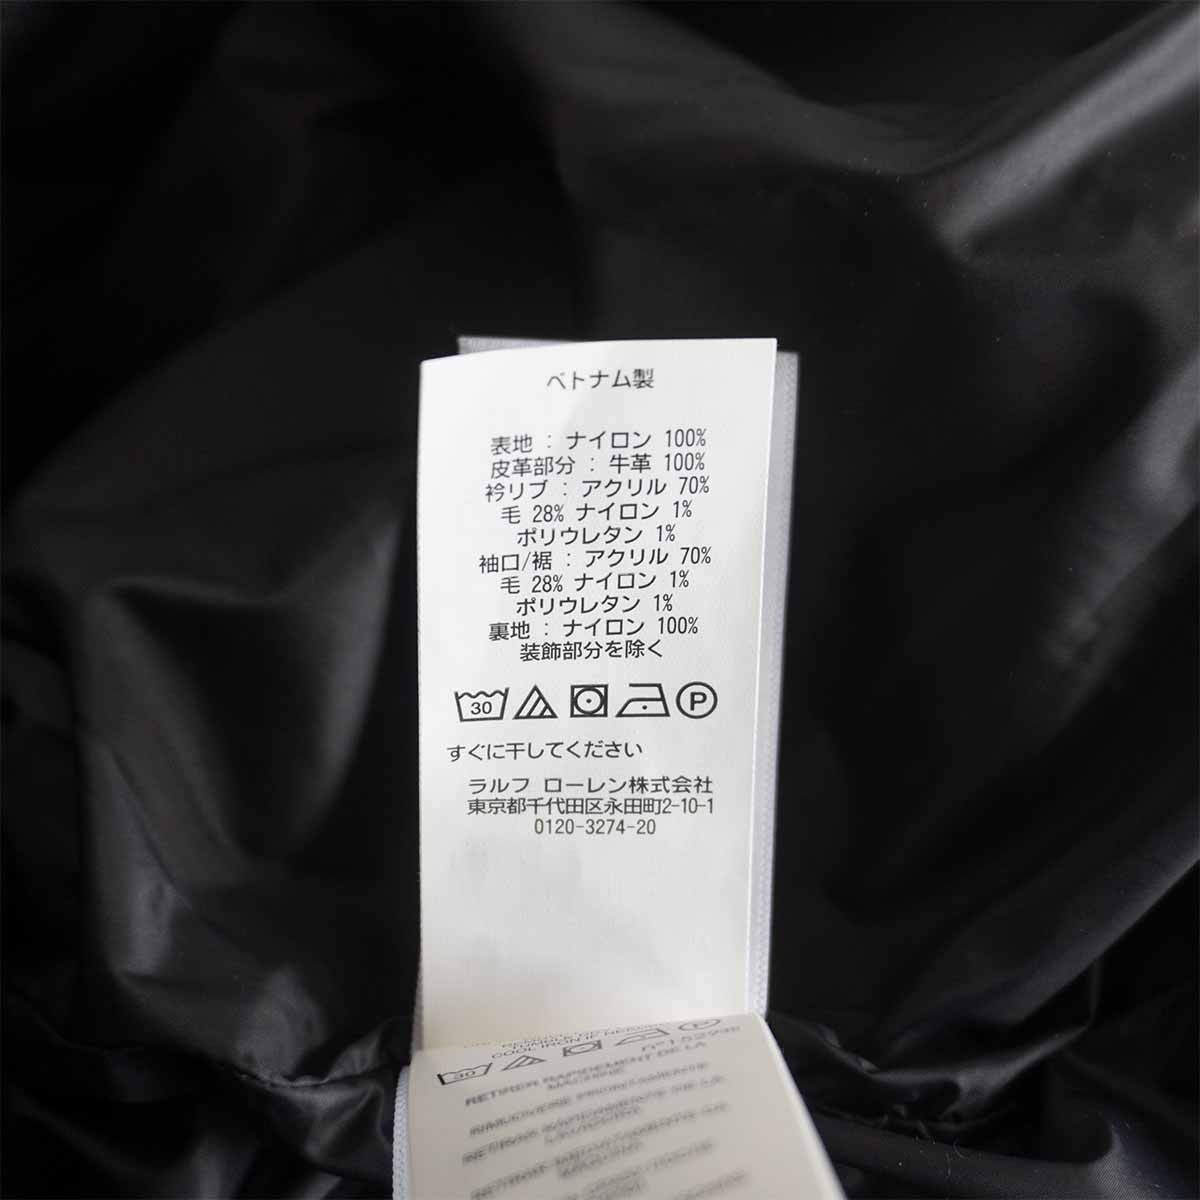 ベトナム製
表地 : ナイロン 100%
皮革部分 : 牛革 100%
衿リブ : アクリル 70%
毛 28% ナイロン 1%
ポリウレタン 1%
袖口/裾 : アクリル 70%
毛 28% ナイロン 1%
ポリウレタン 1%
裏地 : ナイロン 100%
装飾部分を除く
30 P
すぐに干してください
ラルフ ローレン株式会社
東京都千代田区永田町2-10-1
0120-3274-20
30
RETIRER RAPIDEMENT DE LA
MACHINE